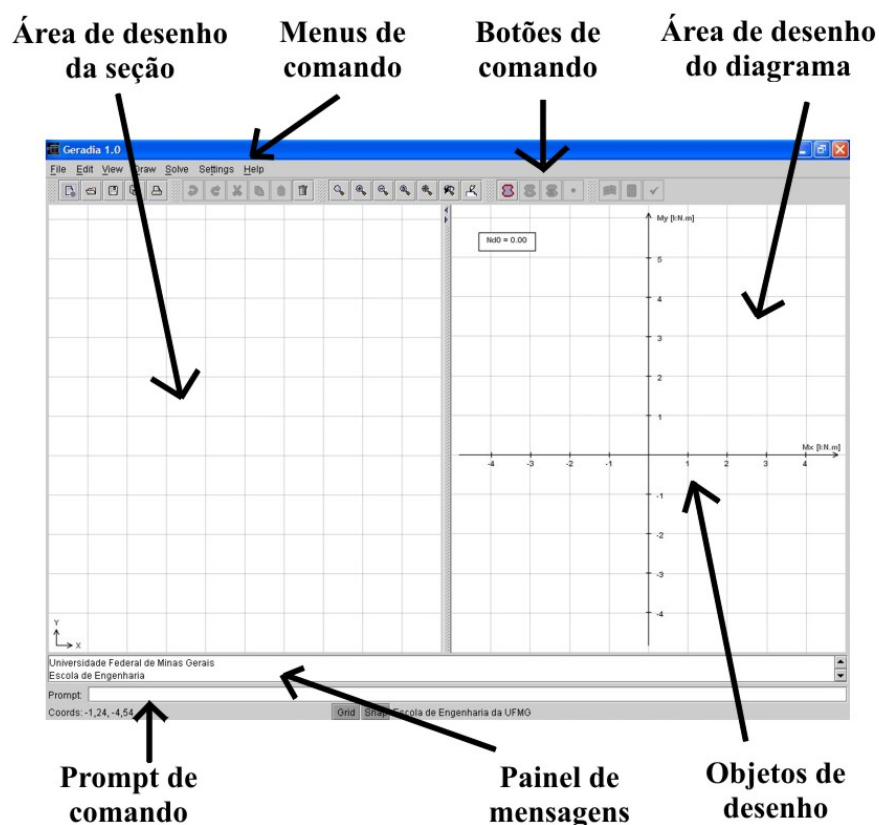 Área de desenho
da seção
Menus de
comando
Botões de
comando
Área de desenho
do diagrama
Geradia 1.0
File Edit View Draw Solve Settings Help
My [kN.m]
Nd0 = 0.00
5
4
3
2
1
Mx [kN.m]
-4 -3 -2 -1 1 2 3 4
-1
-2
-3
-4
Y
X
Universidade Federal de Minas Gerais
Escola de Engenharia
Prompt:
Coords: -1,24, -4,54 Grid Snap Escola de Engenharia da UFMG
Prompt de
comando
Painel de
mensagens
Objetos de
desenho